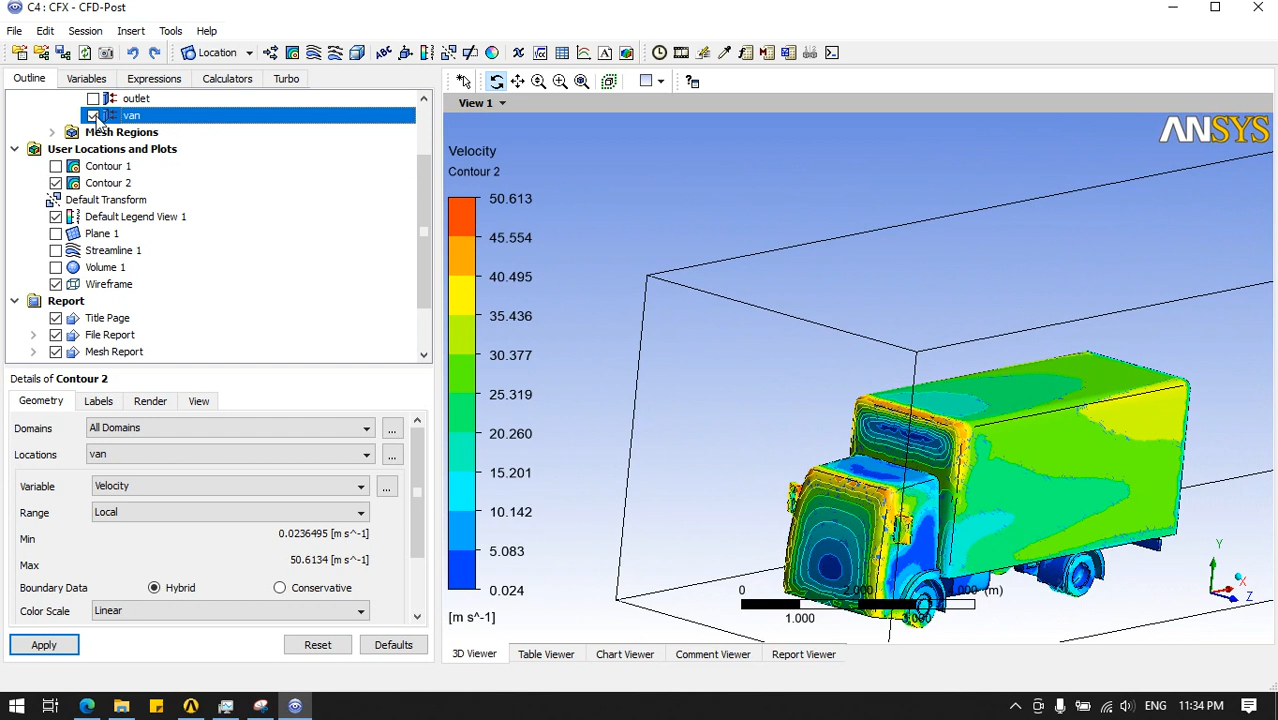 C4 : CFX - CFD-Post
File Edit Session Insert Tools Help
Location
Outline Variables Expressions Calculators Turbo
outlet
van
Mesh Regions
User Locations and Plots
Contour 1
Contour 2
Default Transform
Default Legend View 1
Plane 1
Streamline 1
Volume 1
Wireframe
Report
Title Page
File Report
Mesh Report
Details of Contour 2
Geometry Labels Render View
Domains All Domains ...
Locations van ...
Variable Velocity ...
Range Local
Min 0.0236495 [m s^-1]
Max 50.6134 [m s^-1]
Boundary Data Hybrid Conservative
Color Scale Linear
Apply Reset Defaults
View 1
ANSYS
Velocity
Contour 2
50.613
45.554
40.495
35.436
30.377
25.319
20.260
15.201
10.142
5.083
0.024
[m s^-1]
0 2.000 (m)
1.000 3.000
Y
X
Z
3D Viewer Table Viewer Chart Viewer Comment Viewer Report Viewer
ENG 11:34 PM